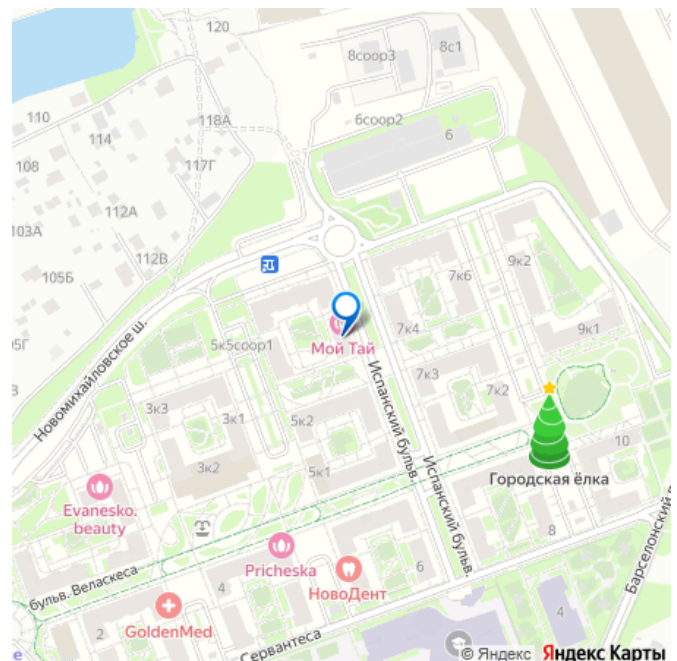 120
8соор3
8с1
110
118А
6соор2
6
114
117Г
108
112А
103А
112В
105Б
9к2
7к6
7к4
9к1
5к5соор1
Мой Тай
Новомихайловское ш.
Испанский бульв.
7к3
7к2
3к3
3к1
5к2
3к2
5к1
Испанский бульв.
10
Городская ёлка
Evanesko.
beauty
Pricheska
НовоДент
6
8
бульв. Веласкеса
4
GoldenMed
2
4
Сервантеса
Барселонский
© Яндекс Яндекс Карты